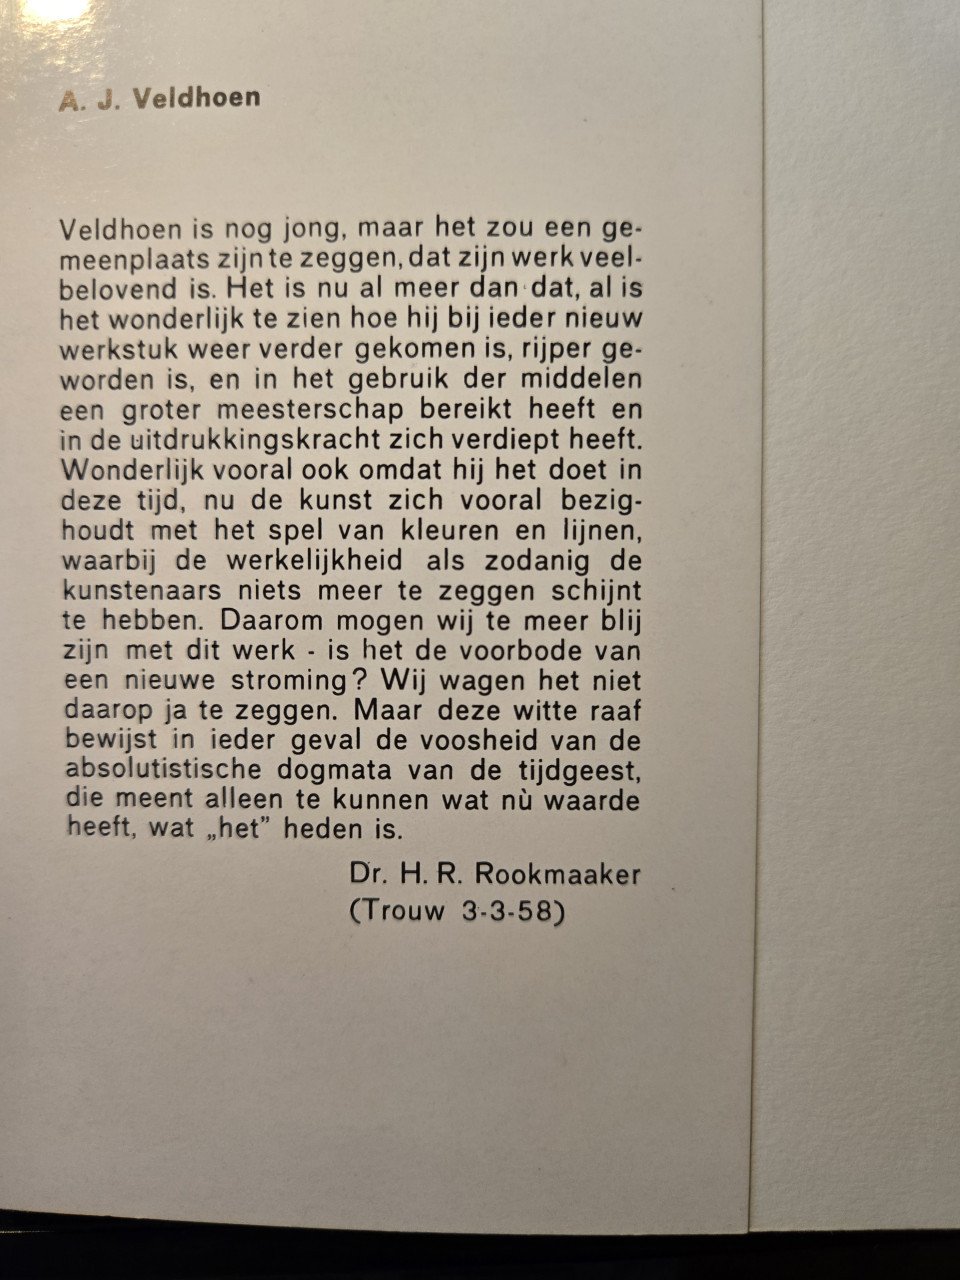 A. J. Veldhoen
Veldhoen is nog jong, maar het zou een ge-
meenplaats zijn te zeggen, dat zijn werk veel-
belovend is. Het is nu al meer dan dat, al is
het wonderlijk te zien hoe hij bij ieder nieuw
werkstuk weer verder gekomen is, rijper ge-
worden is, en in het gebruik der middelen
een groter meesterschap bereikt heeft en
in de uitdrukkingskracht zich verdiept heeft.
Wonderlijk vooral ook omdat hij het doet in
deze tijd, nu de kunst zich vooral bezig-
houdt met het spel van kleuren en lijnen,
waarbij de werkelijkheid als zodanig de
kunstenaars niets meer te zeggen schijnt
te hebben. Daarom mogen wij te meer blij
zijn met dit werk - is het de voorbode van
een nieuwe stroming? Wij wagen het niet
daarop ja te zeggen. Maar deze witte raaf
bewijst in ieder geval de voosheid van de
absolutistische dogmata van de tijdgeest,
die meent alleen te kunnen wat nù waarde
heeft, wat „het” heden is.
Dr. H. R. Rookmaaker
(Trouw 3-3-58)